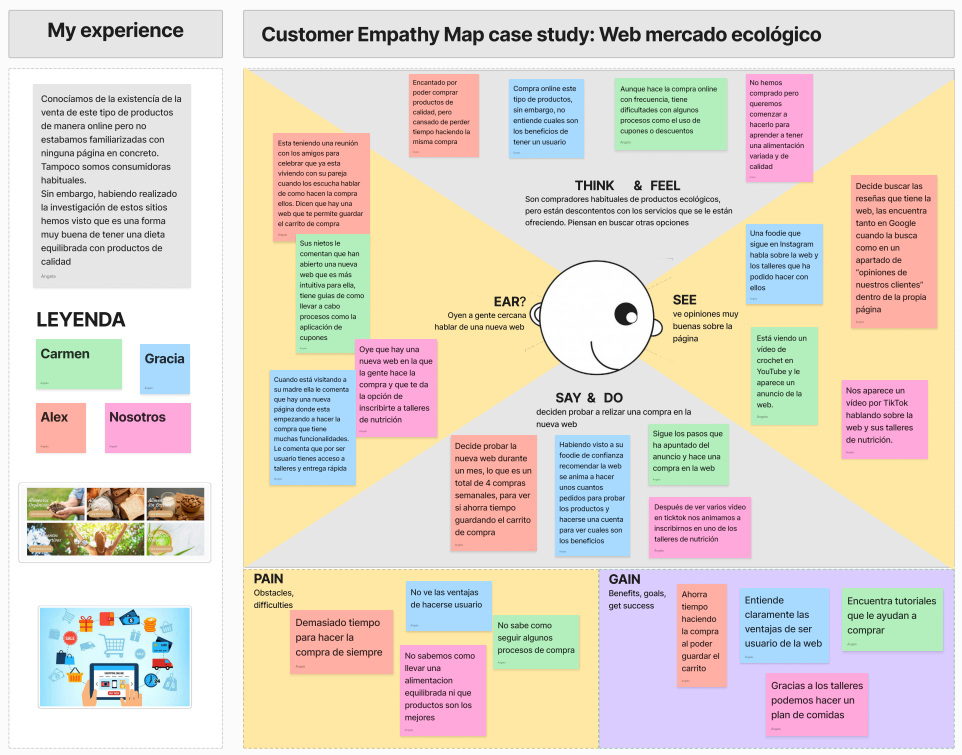 My experience
Customer Empathy Map case study: Web mercado ecológico
Conocíamos de la existencía de la
venta de este tipo de productos
de manera online pero no
estabamos familiarizadas con
ninguna página en concreto.
Tampoco somos consumidoras
habituales.
Sin embargo, habiendo realizado
la investigación de estos sitios
hemos visto que es una forma
muy buena de tener una dieta
equilibrada con productos de
calidad
Angela
LEYENDA
Carmen
Gracia
Alex
Nosotros
Encantado por
poder comprar
productos de
calidad, pero
cansado de perder
tiempo haciendo la
misma compra
Compra online este
tipo de productos,
sin embargo, no
entiende cuales son
los beneficios de
tener un usuario
Aunque hace la compra online
con frecuencia, tiene
dificultades con algunos
procesos como el uso de
cupones o descuentos
No hemos
comprado pero
queremos
comenzar a
hacerlo para
aprender a tener
una alimentación
variada y de
calidad
THINK & FEEL
Son compradores habituales de productos ecológicos,
pero están descontentos con los servicios que se le están
ofreciendo. Piensan en buscar otras opciones
Esta teniendo una reunión
con los amigos para
celebrar que ya esta
viviendo con su pareja
cuando los escucha hablar
de como hacen la compra
ellos. Dicen que hay una
web que te permite guardar
el carrito de compra
Sus nietos le
comentan que han
abierto una nueva
web que es más
intuitiva para ella,
tiene guías de como
llevar a cabo
procesos como la
aplicación de
cupones
Oye que hay una
nueva web en la que
la gente hace la
compra y que te da
la opción de
inscribirte a talleres
de nutrición
Cuando está visitando a
su madre ella le comenta
que hay una nueva
página donde esta
empezando a hacer la
compra que tiene
muchas funcionalidades.
Le comenta que por ser
usuario tienes acceso a
talleres y entrega rápida
EAR?
Oyen a gente cercana
hablar de una nueva web
SEE
ve opiniones muy
buenas sobre la
página
Una foodie que
sigue en Instagram
habla sobre la web y
los talleres que ha
podido hacer con
ellos
Decide buscar las
reseñas que tiene la
web, las encuentra
tanto en Google
cuando la busca
como en un
apartado de
"opiniones de
nuestros clientes"
dentro de la propia
página
Está viendo un
vídeo de
crochet en
YouTube y le
aparece un
anuncio de la
web.
Nos aparece un
video por TikTok
hablando sobre la
web y sus talleres
de nutrición.
SAY & DO
deciden probar a relizar una compra en la
nueva web
Decide probar la
nueva web durante
un mes, lo que es un
total de 4 compras
semanales, para ver
si ahorra tiempo
guardando el carrito
de compra
Habiendo visto a su
foodie de confianza
recomendar la web
se anima a hacer
unos cuantos
pedidos para probar
los productos y
hacerse una cuenta
para ver cuales son
los beneficios
Sigue los pasos que
ha apuntado del
anuncio y hace una
compra en la web
Después de ver varios video
en ticktok nos animamos a
inscribirnos en uno de los
talleres de nutrición
PAIN
Obstacles,
difficulties
Demasiado tiempo
para hacer la
compra de siempre
No ve las ventajas
de hacerse usuario
No sabe como
seguir algunos
procesos de compra
No sabemos como
llevar una
alimentacion
equilibrada ni que
productos son los
mejores
GAIN
Benefits, goals,
get success
Ahorra
tiempo
haciendo
la compra
al poder
guardar el
carrito
Entiende
claramente las
ventajas de ser
usuario de la web
Encuentra tutoriales
que le ayudan a
comprar
Gracias a los talleres
podemos hacer un
plan de comidas